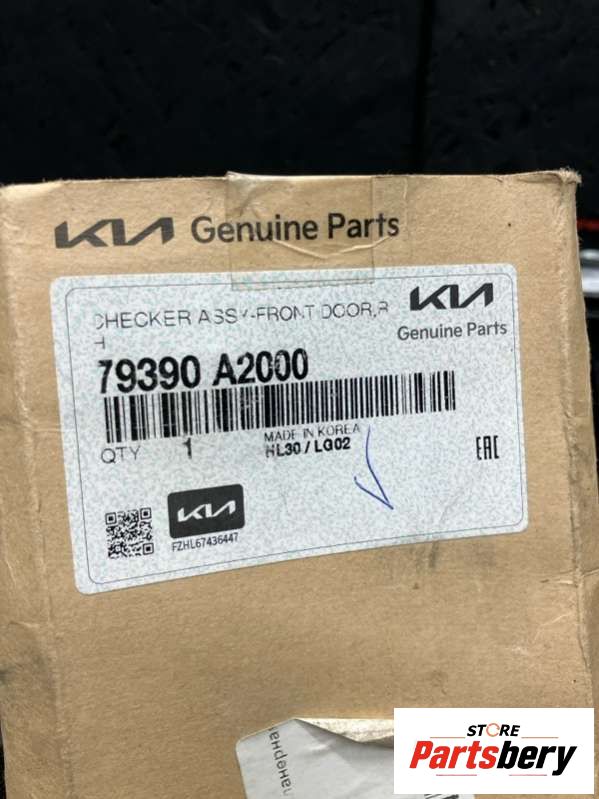 KIA Genuine Parts
CHECKER ASSY-FRONT DOOR,R
H
KIA
Genuine Parts
79390 A2000
QTY 1
MADE IN KOREA
HL30 / LG02
EAC
KIA
FZHL67436447
STORE
Partsbery